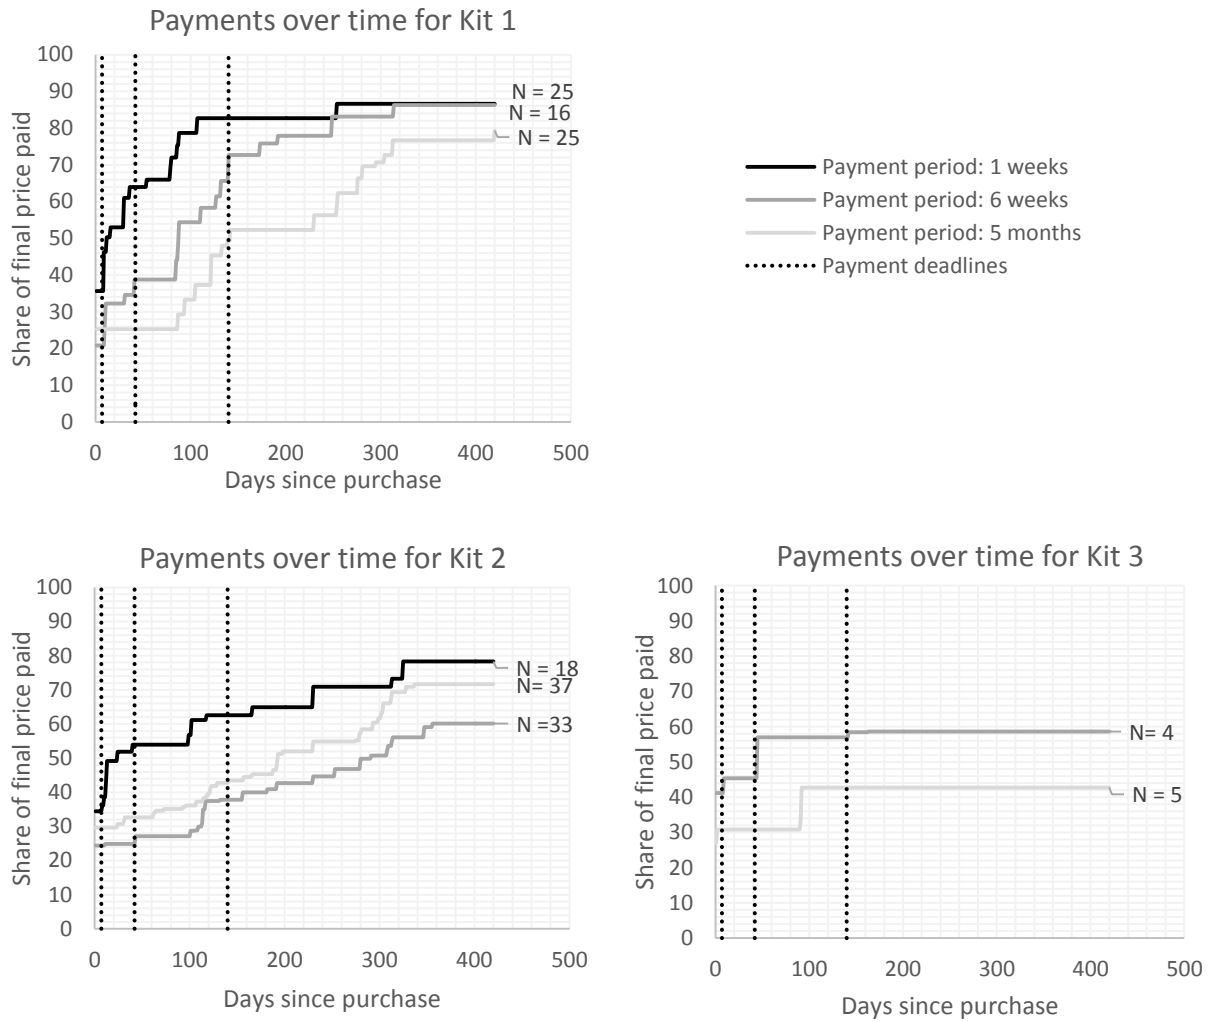 Payments over time for Kit 1
Share of final price paid
100
90
80
70
60
50
40
30
20
10
0
N = 25
N = 16
N = 25
0 100 200 300 400 500
Days since purchase
Payment period: 1 weeks
Payment period: 6 weeks
Payment period: 5 months
Payment deadlines
Payments over time for Kit 2
Share of final price paid
100
90
80
70
60
50
40
30
20
10
0
N = 18
N= 37
N =33
0 100 200 300 400 500
Days since purchase
Payments over time for Kit 3
Share of final price paid
100
90
80
70
60
50
40
30
20
10
0
N= 4
N = 5
0 100 200 300 400 500
Days since purchase